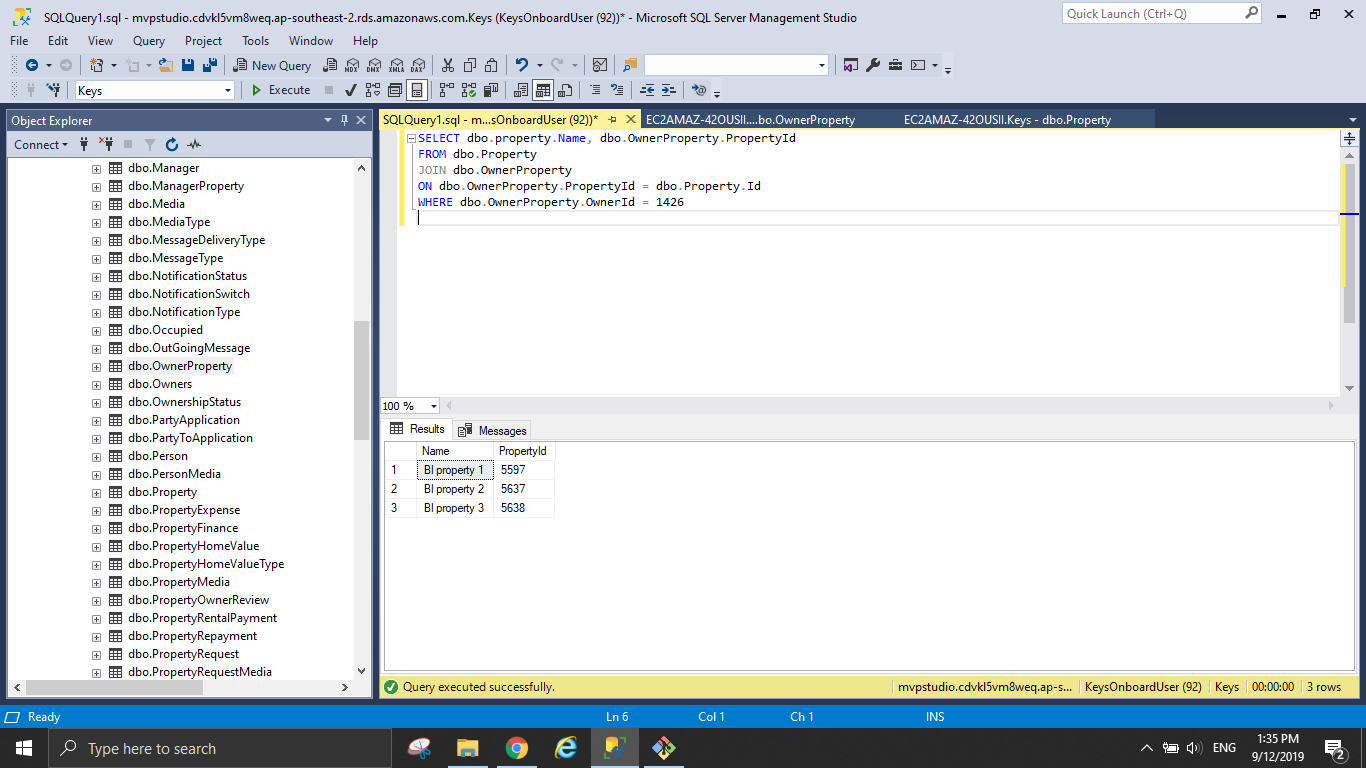 SQLQuery1.sql - mvpstudio.cdvkl5vm8weq.ap-southeast-2.rds.amazonaws.com.Keys (KeysOnboardUser (92))* - Microsoft SQL Server Management Studio
Quick Launch (Ctrl+Q)
File Edit View Query Project Tools Window Help
New Query
MDX DMX XMLA DAX
Keys
Execute
Object Explorer
SQLQuery1.sql - m...sOnboardUser (92))*
EC2AMAZ-42OUSII....bo.OwnerProperty
EC2AMAZ-42OUSII.Keys - dbo.Property
Connect
dbo.Manager
dbo.ManagerProperty
dbo.Media
dbo.MediaType
dbo.MessageDeliveryType
dbo.MessageType
dbo.NotificationStatus
dbo.NotificationSwitch
dbo.NotificationType
dbo.Occupied
dbo.OutGoingMessage
dbo.OwnerProperty
dbo.Owners
dbo.OwnershipStatus
dbo.PartyApplication
dbo.PartyToApplication
dbo.Person
dbo.PersonMedia
dbo.Property
dbo.PropertyExpense
dbo.PropertyFinance
dbo.PropertyHomeValue
dbo.PropertyHomeValueType
dbo.PropertyMedia
dbo.PropertyOwnerReview
dbo.PropertyRentalPayment
dbo.PropertyRepayment
dbo.PropertyRequest
dbo.PropertyRequestMedia
SELECT dbo.property.Name, dbo.OwnerProperty.PropertyId
FROM dbo.Property
JOIN dbo.OwnerProperty
ON dbo.OwnerProperty.PropertyId = dbo.Property.Id
WHERE dbo.OwnerProperty.OwnerId = 1426
100 %
Results Messages
Name PropertyId
1 BI property 1 5597
2 BI property 2 5637
3 BI property 3 5638
Query executed successfully.
mvpstudio.cdvkl5vm8weq.ap-s... KeysOnboardUser (92) Keys 00:00:00 3 rows
Ready
Ln 6 Col 1 Ch 1 INS
Type here to search
ENG
1:35 PM
9/12/2019
2